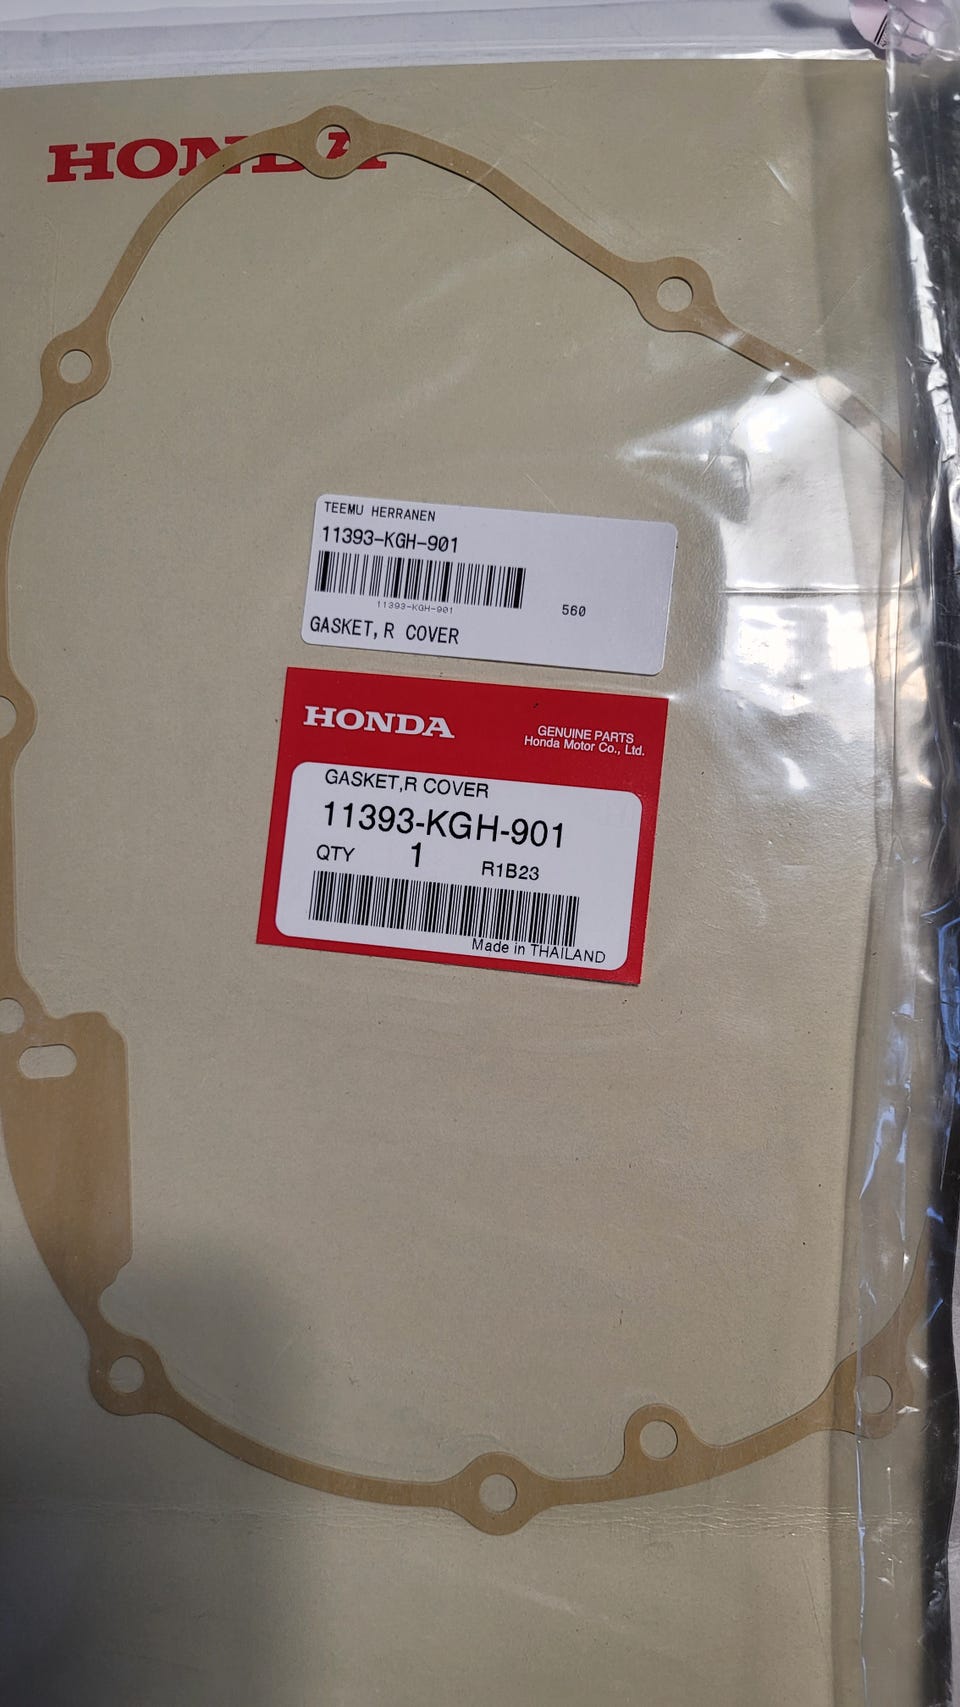 HONDA
TEEMU HERRANEN
11393-KGH-901
11393-KGH-901
560
GASKET, R COVER
HONDA
GENUINE PARTS
Honda Motor Co., Ltd.
GASKET,R COVER
11393-KGH-901
QTY 1 R1B23
Made in THAILAND